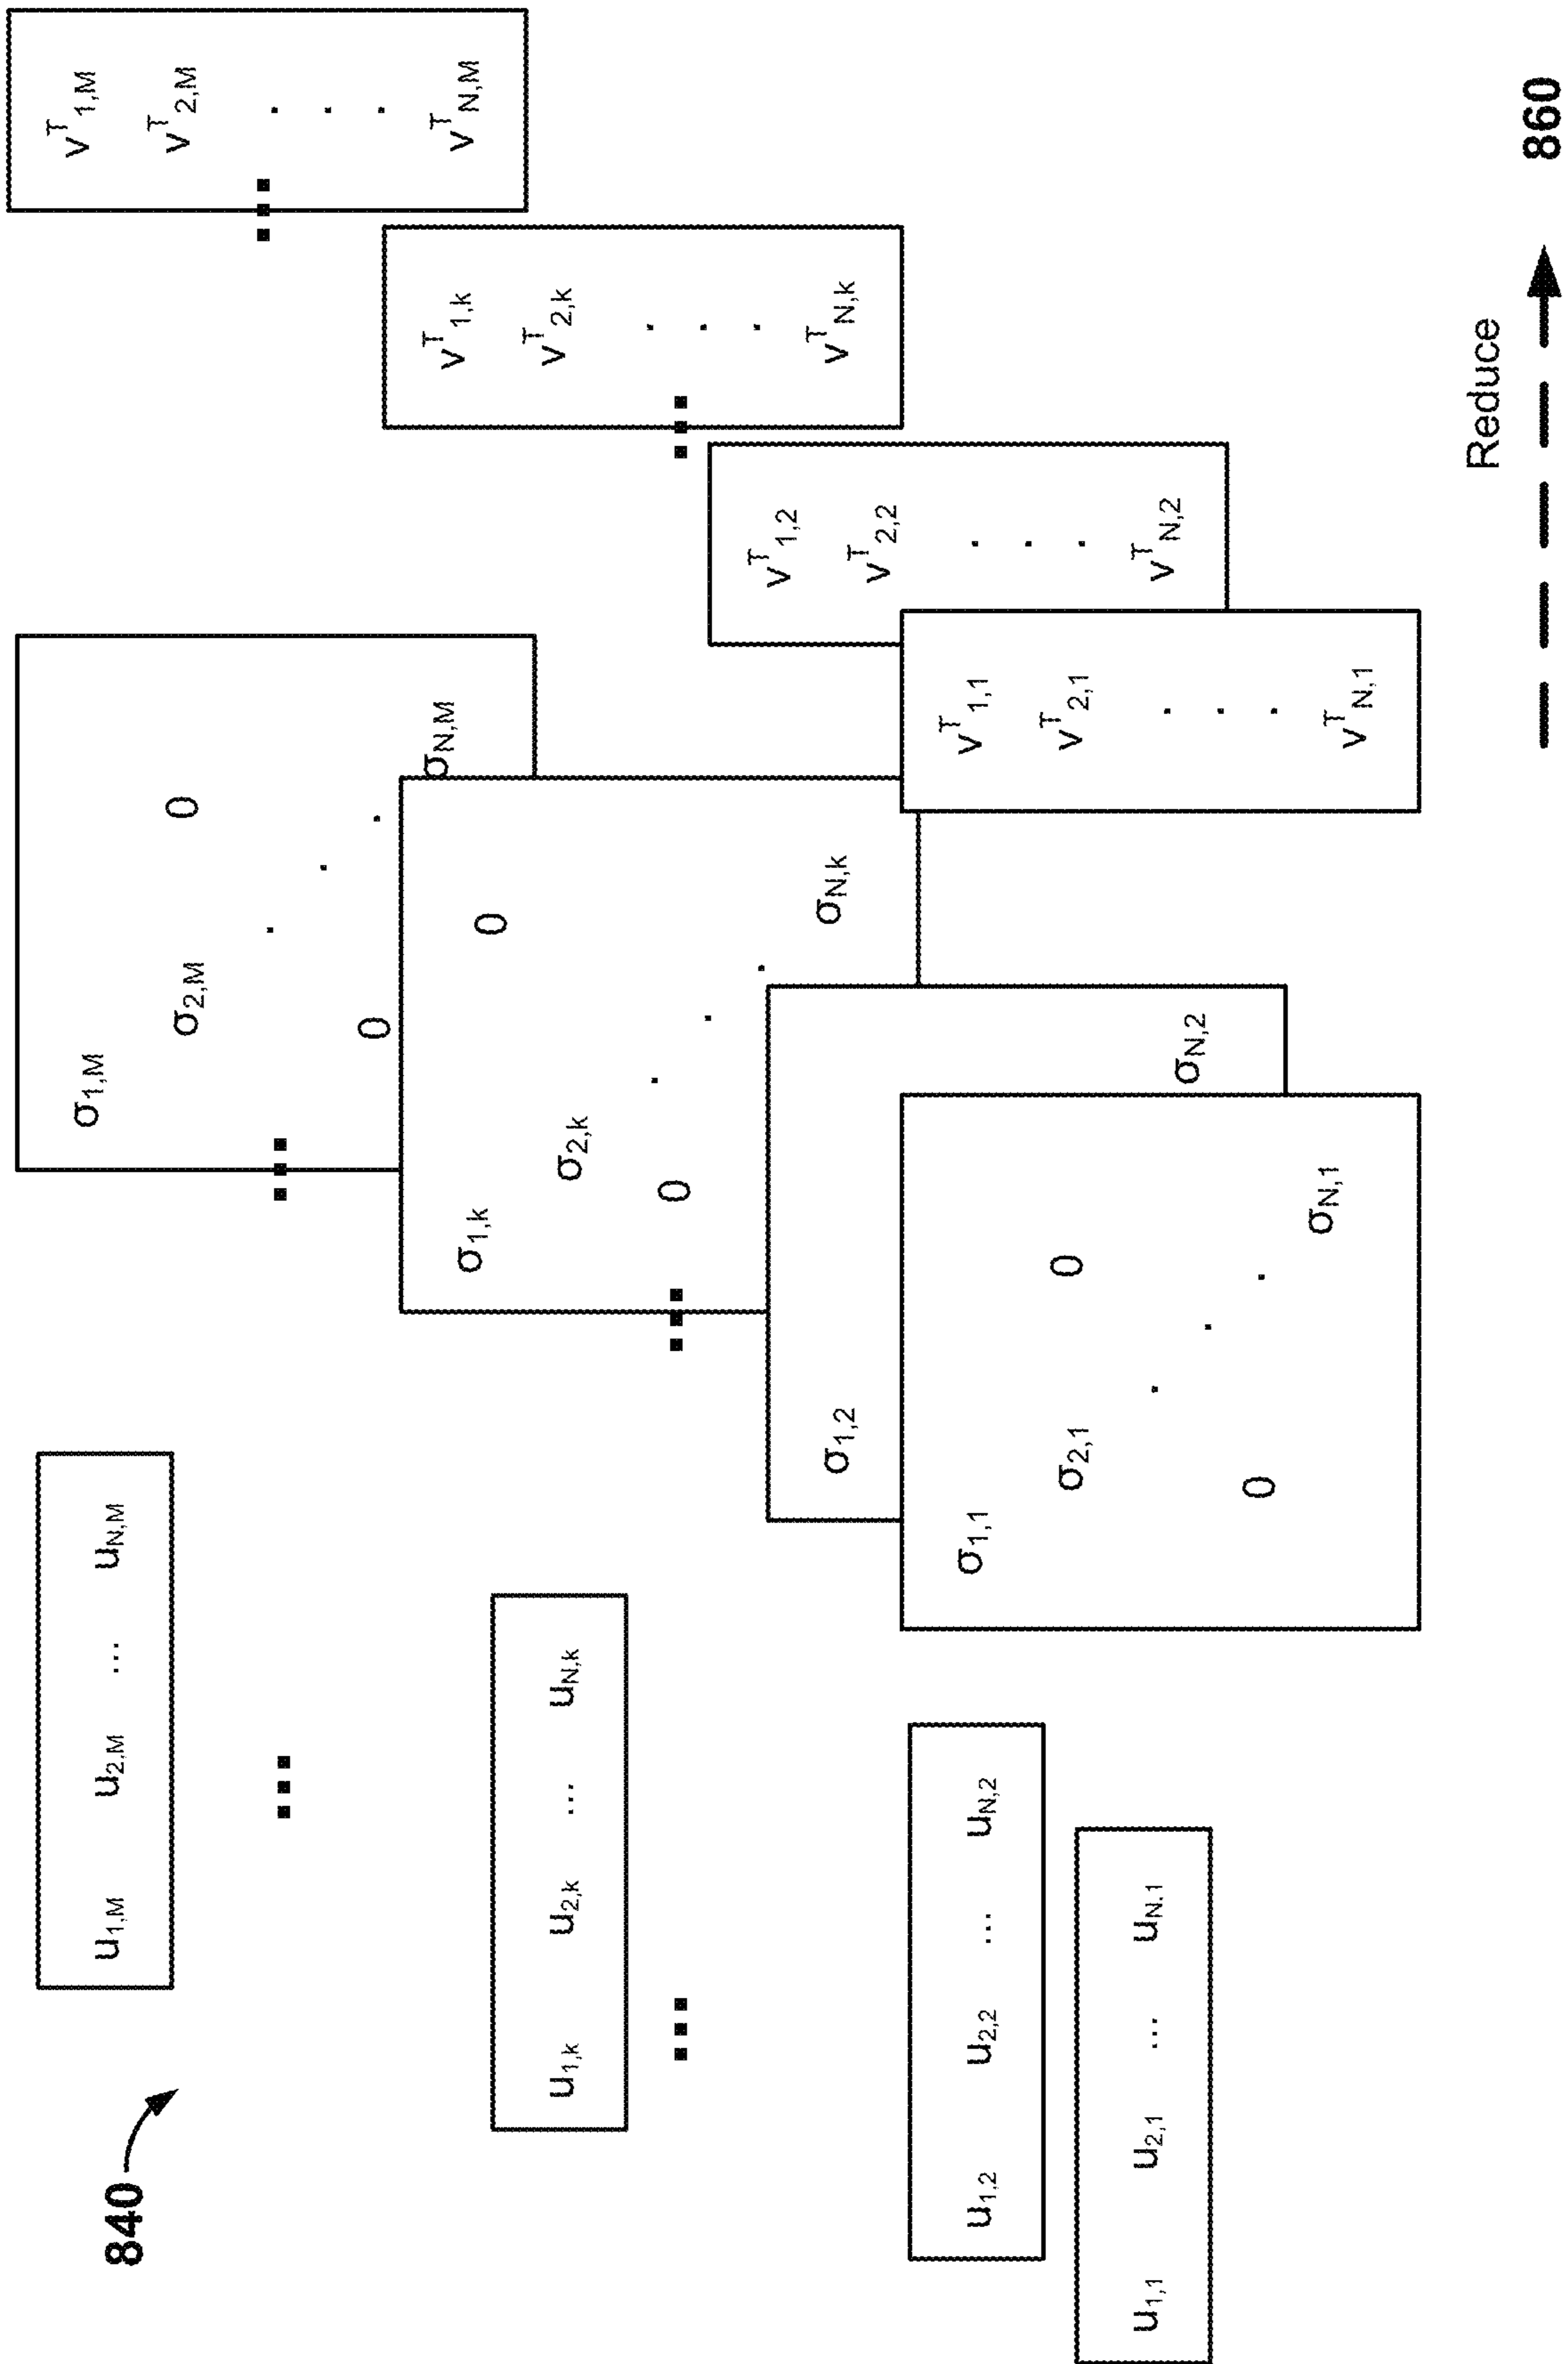 840
u1,M u2,M ... uN,M
...
u1,k u2,k ... uN,k
...
u1,2 u2,2 ... uN,2
u1,1 u2,1 ... uN,1
σ1,M
σ2,M 0
.
.
0 .
σN,M
...
σ1,k
0
σ2,k
.
0 .
.
σN,k
...
σ1,2
σN,2
σ1,1
σ2,1 0
.
.
0 .
σN,1
vT1,M
vT2,M
.
.
.
vTN,M
...
vT1,k
vT2,k
.
.
.
vTN,k
...
vT1,2
vT2,2
.
.
.
vTN,2
vT1,1
vT2,1
.
.
.
vTN,1
Reduce
860